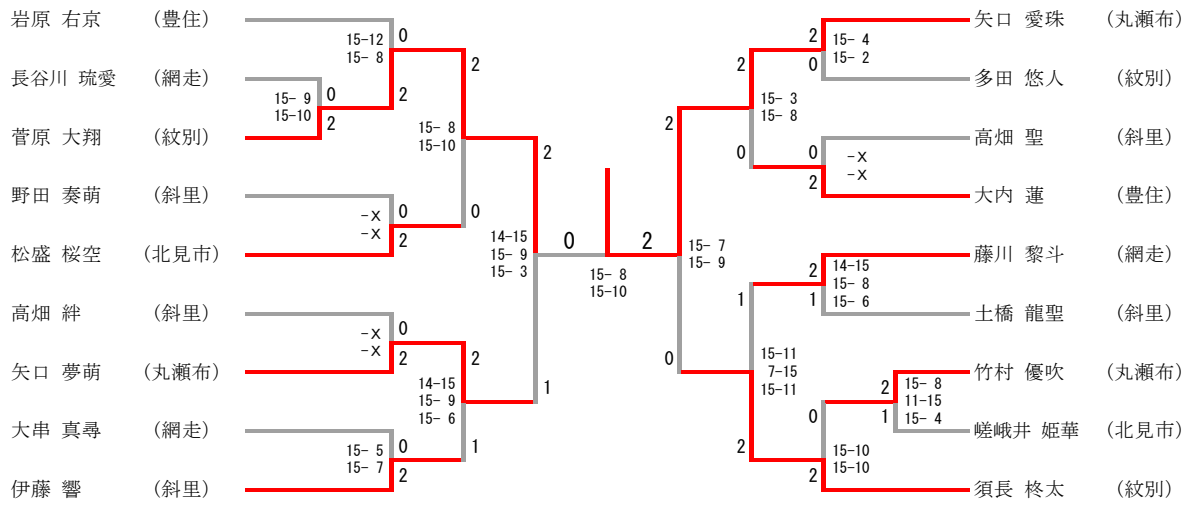 岩原 右京 (豊住)
長谷川 琉愛 (網走)
菅原 大翔 (紋別)
野田 奏萌 (斜里)
松盛 桜空 (北見市)
高畑 絆 (斜里)
矢口 夢萌 (丸瀬布)
大串 真尋 (網走)
伊藤 響 (斜里)
15-12
15- 8
0
2
15- 9
15-10
0
2
-X
-X
0
2
-X
-X
0
2
15- 5
15- 7
0
2
15- 8
15-10
2
0
14-15
15- 9
15- 6
2
1
14-15
15- 9
15- 3
2
1
0
2
15- 8
15-10
2
0
15- 7
15- 9
2
0
15- 3
15- 8
1
2
15-11
7-15
15-11
2
0
15- 4
15- 2
0
2
-X
-X
2
1
14-15
15- 8
15- 6
2
1
15- 8
11-15
15- 4
0
2
15-10
15-10
矢口 愛珠 (丸瀬布)
多田 悠人 (紋別)
高畑 聖 (斜里)
大内 蓮 (豊住)
藤川 黎斗 (網走)
土橋 龍聖 (斜里)
竹村 優吹 (丸瀬布)
嵯峨井 姫華 (北見市)
須長 柊太 (紋別)